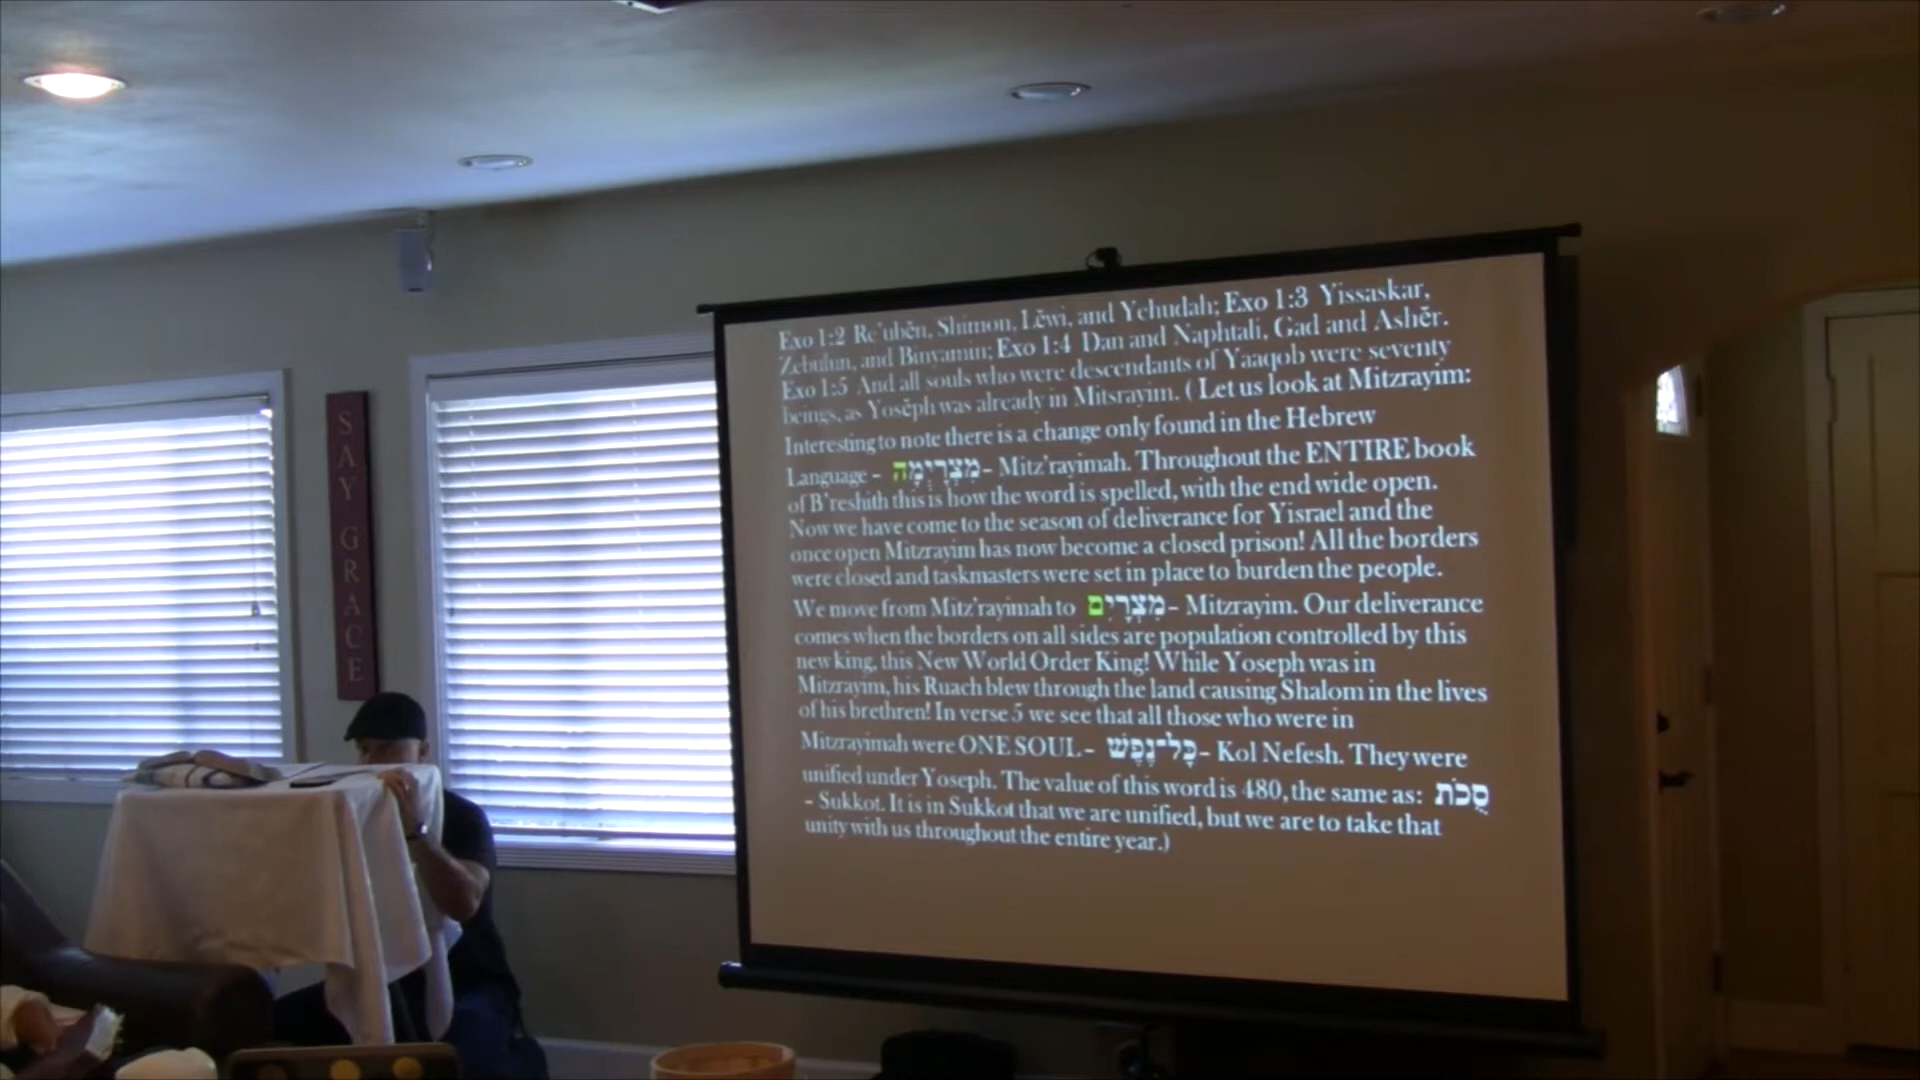 SAY GRACE
Exo 1:2 Re'ubĕn, Shimon, Lĕwi, and Yehudah; Exo 1:3 Yissaskar,
Zebulun, and Binyamin; Exo 1:4 Dan and Naphtali, Gad and Ashĕr.
Exo 1:5 And all souls who were descendants of Yaaqob were seventy
beings, as Yosĕph was already in Mitsrayim. ( Let us look at Mitzrayim:
Interesting to note there is a change only found in the Hebrew
Language - מִצְרָיְמָה- Mitz'rayimah. Throughout the ENTIRE book
of B'reshith this is how the word is spelled, with the end wide open.
Now we have come to the season of deliverance for Yisrael and the
once open Mitzrayim has now become a closed prison! All the borders
were closed and taskmasters were set in place to burden the people.
We move from Mitz'rayimah to מִצְרָיִם- Mitzrayim. Our deliverance
comes when the borders on all sides are population controlled by this
new king, this New World Order King! While Yoseph was in
Mitzrayim, his Ruach blew through the land causing Shalom in the lives
of his brethren! In verse 5 we see that all those who were in
Mitzrayimah were ONE SOUL - כָּל־נֶפֶשׁ- Kol Nefesh. They were
unified under Yoseph. The value of this word is 480, the same as: סֻכֹּת
- Sukkot. It is in Sukkot that we are unified, but we are to take that
unity with us throughout the entire year.)